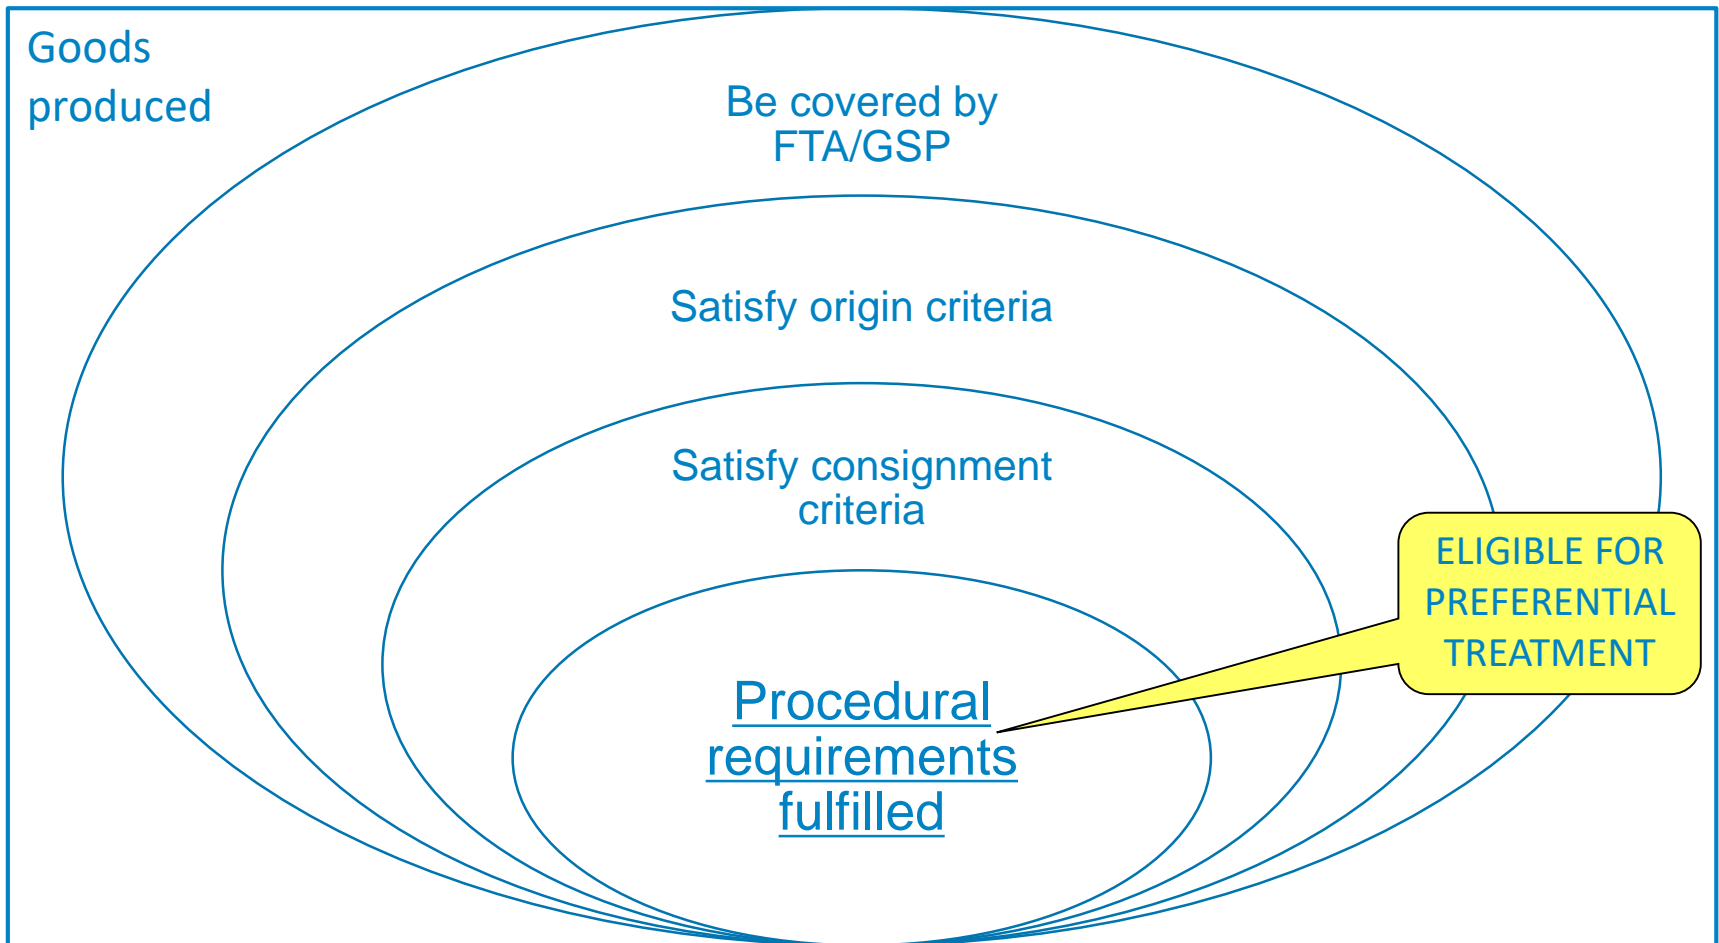 Goods
produced
Be covered by
FTA/GSP
Satisfy origin criteria
Satisfy consignment
criteria
ELIGIBLE FOR
PREFERENTIAL
TREATMENT
Procedural
requirements
fulfilled